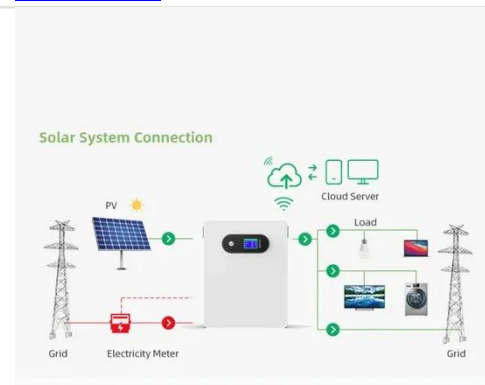 Solar System Connection
Cloud Server
PV
Load
Grid
Electricity Meter
Grid